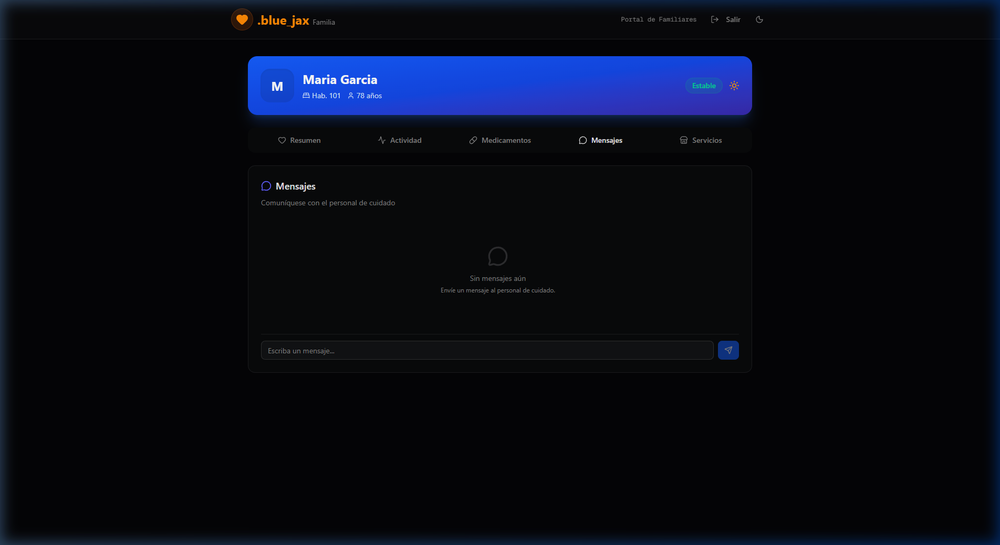 .blue_jax Familia
Portal de Familiares
Salir
M
Maria Garcia
Hab. 101 78 años
Estable
Resumen
Actividad
Medicamentos
Mensajes
Servicios
Mensajes
Comuníquese con el personal de cuidado
Sin mensajes aún
Envíe un mensaje al personal de cuidado.
Escriba un mensaje...